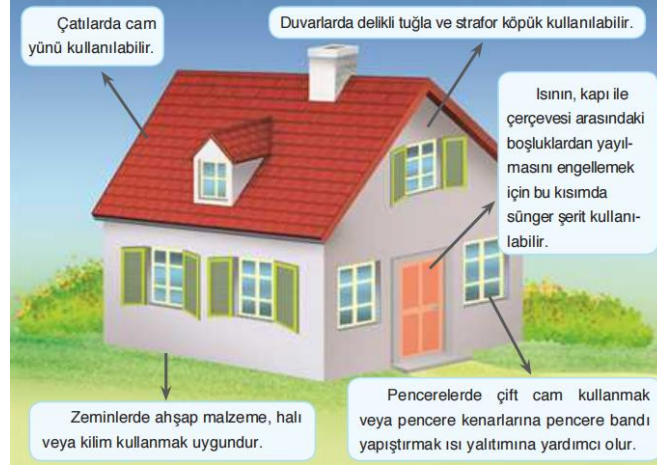 Çatılarda cam
yünü kullanılabilir.
Duvarlarda delikli tuğla ve strafor köpük kullanılabilir.
Isının, kapı ile
çerçevesi arasındaki
boşluklardan yayıl-
masını engellemek
için bu kısımda
sünger şerit kullanı-
labilir.
Zeminlerde ahşap malzeme, halı
veya kilim kullanmak uygundur.
Pencerelerde çift cam kullanmak
veya pencere kenarlarına pencere bandı
yapıştırmak ısı yalıtımına yardımcı olur.